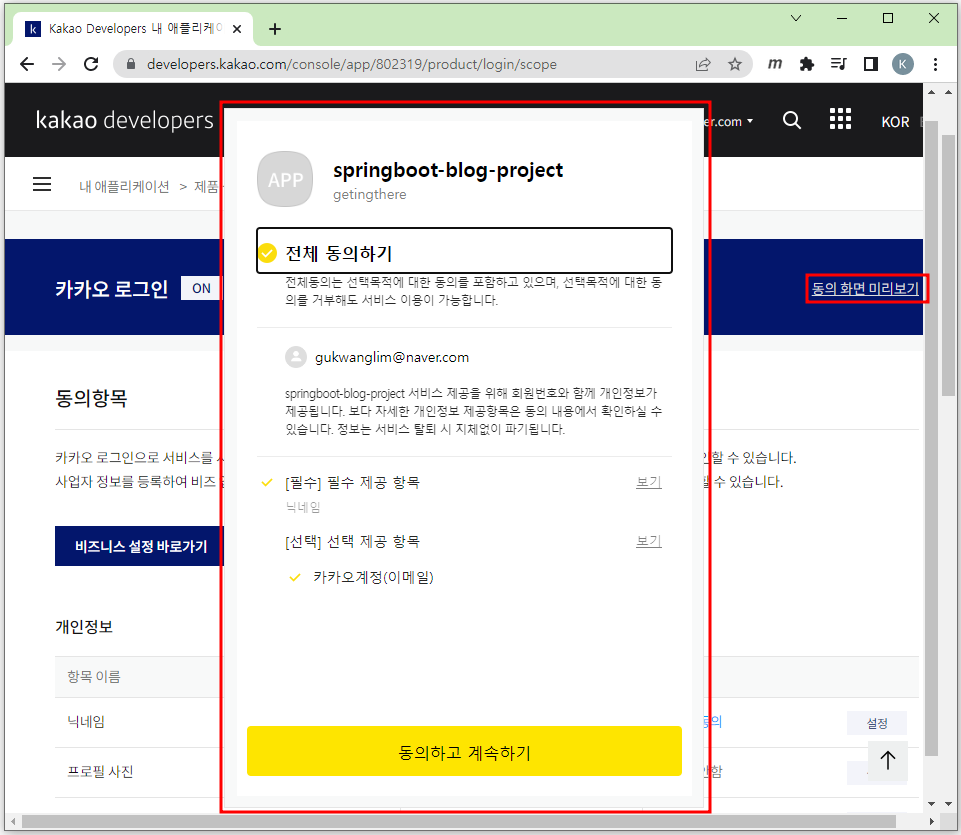 k Kakao Developers 내 애플리케이
developers.kakao.com/console/app/802319/product/login/scope
m
K
kakao developers
er.com
KOR
내 애플리케이션 > 제품
카카오 로그인 ON
동의 화면 미리보기
동의항목
카카오 로그인으로 서비스를
할 수 있습니다.
사업자 정보를 등록하여 비즈
수 있습니다.
비즈니스 설정 바로가기
개인정보
항목 이름
닉네임
설정
프로필 사진
APP
springboot-blog-project
getingthere
전체 동의하기
전체동의는 선택목적에 대한 동의를 포함하고 있으며, 선택목적에 대한 동
의를 거부해도 서비스 이용이 가능합니다.
gukwanglim@naver.com
springboot-blog-project 서비스 제공을 위해 회원번호와 함께 개인정보가
제공됩니다. 보다 자세한 개인정보 제공항목은 동의 내용에서 확인하실 수
있습니다. 정보는 서비스 탈퇴 시 지체없이 파기됩니다.
[필수] 필수 제공 항목 보기
닉네임
[선택] 선택 제공 항목 보기
카카오계정(이메일)
동의하고 계속하기